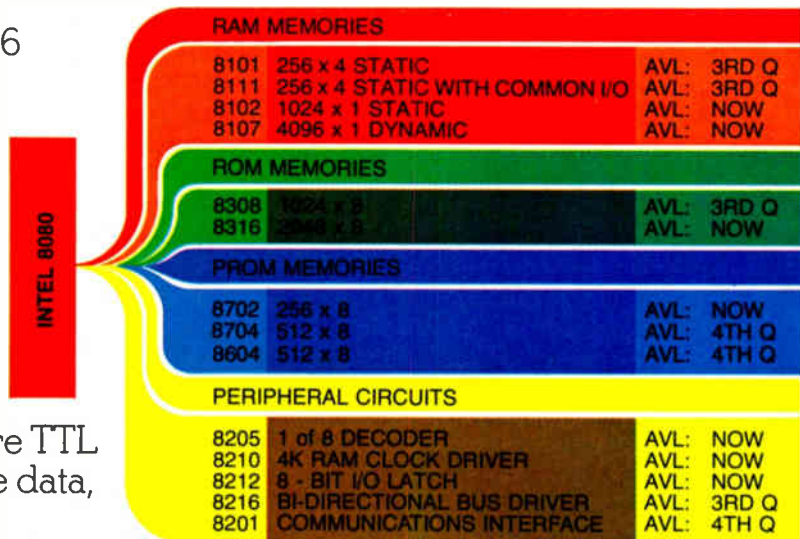 6
INTEL 8080
re TTL
e data,
RAM MEMORIES
8101 256 x 4 STATIC AVL: 3RD Q
8111 256 x 4 STATIC WITH COMMON I/O AVL: 3RD Q
8102 1024 x 1 STATIC AVL: NOW
8107 4096 x 1 DYNAMIC AVL: NOW
ROM MEMORIES
8308 1024 x 8 AVL: 3RD Q
8316 2048 x 8 AVL: NOW
PROM MEMORIES
8702 256 x 8 AVL: NOW
8704 512 x 8 AVL: 4TH Q
8604 512 x 8 AVL: 4TH Q
PERIPHERAL CIRCUITS
8205 1 of 8 DECODER AVL: NOW
8210 4K RAM CLOCK DRIVER AVL: NOW
8212 8 - BIT I/O LATCH AVL: NOW
8216 BI-DIRECTIONAL BUS DRIVER AVL: 3RD Q
8201 COMMUNICATIONS INTERFACE AVL: 4TH Q